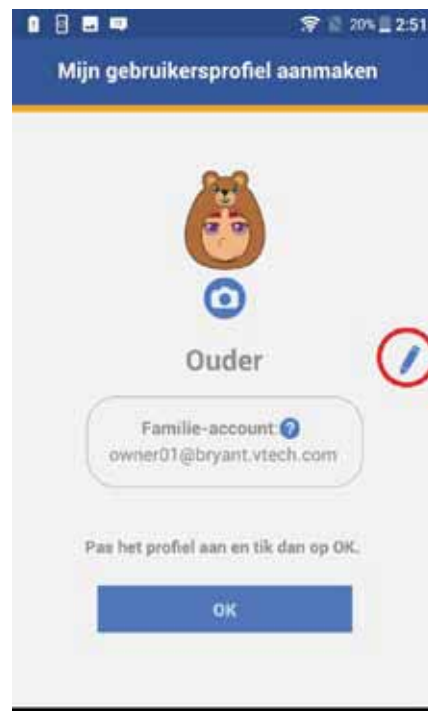 20% 2:51
Mijn gebruikersprofiel aanmaken
Ouder
Familie-account:
owner01@bryant.vtech.com
Pas het profiel aan en tik dan op OK.
OK